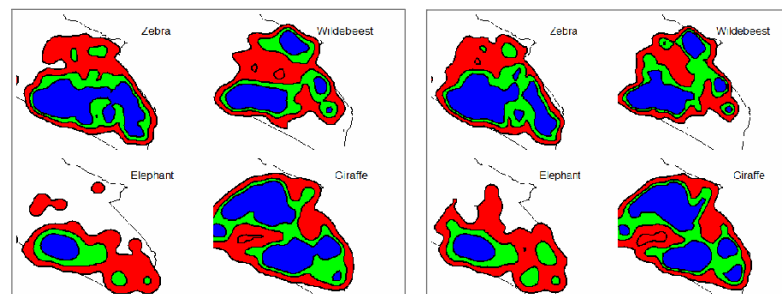 Zebra
Wildebeest
Elephant
Giraffe
Zebra
Wildebeest
Elephant
Giraffe